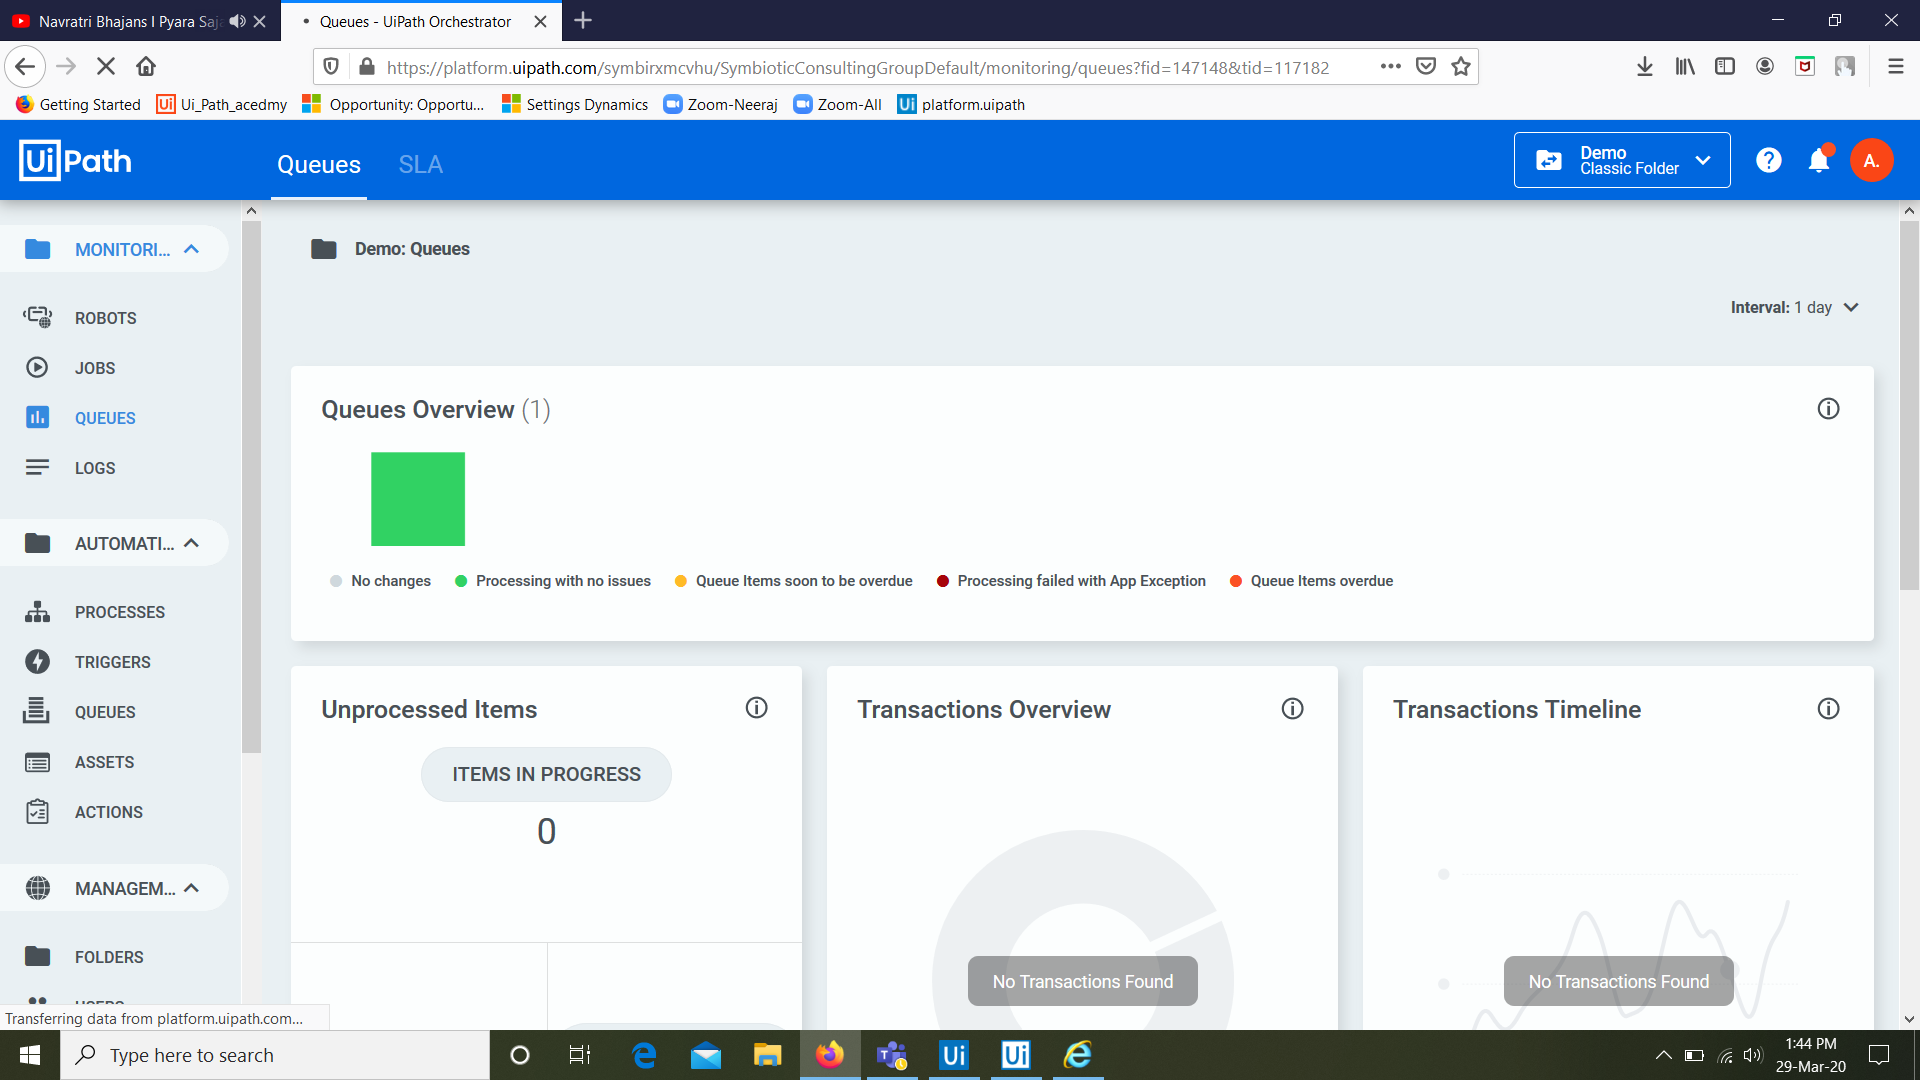 Navratri Bhajans I Pyara Saja
Queues - UiPath Orchestrator
https://platform.uipath.com/symbirxmcvhu/SymbioticConsultingGroupDefault/monitoring/queues?fid=147148&tid=117182
Getting Started
Ui_Path_acedmy
Opportunity: Opportu...
Settings Dynamics
Zoom-Neeraj
Zoom-All
platform.uipath
UiPath
Queues
SLA
Demo
Classic Folder
A.
MONITORI...
ROBOTS
JOBS
QUEUES
LOGS
AUTOMATI...
PROCESSES
TRIGGERS
QUEUES
ASSETS
ACTIONS
MANAGEM...
FOLDERS
USERS
Demo: Queues
Interval: 1 day
Queues Overview (1)
No changes
Processing with no issues
Queue Items soon to be overdue
Processing failed with App Exception
Queue Items overdue
Unprocessed Items
ITEMS IN PROGRESS
0
Transactions Overview
No Transactions Found
Transactions Timeline
No Transactions Found
Transferring data from platform.uipath.com...
Type here to search
1:44 PM
29-Mar-20